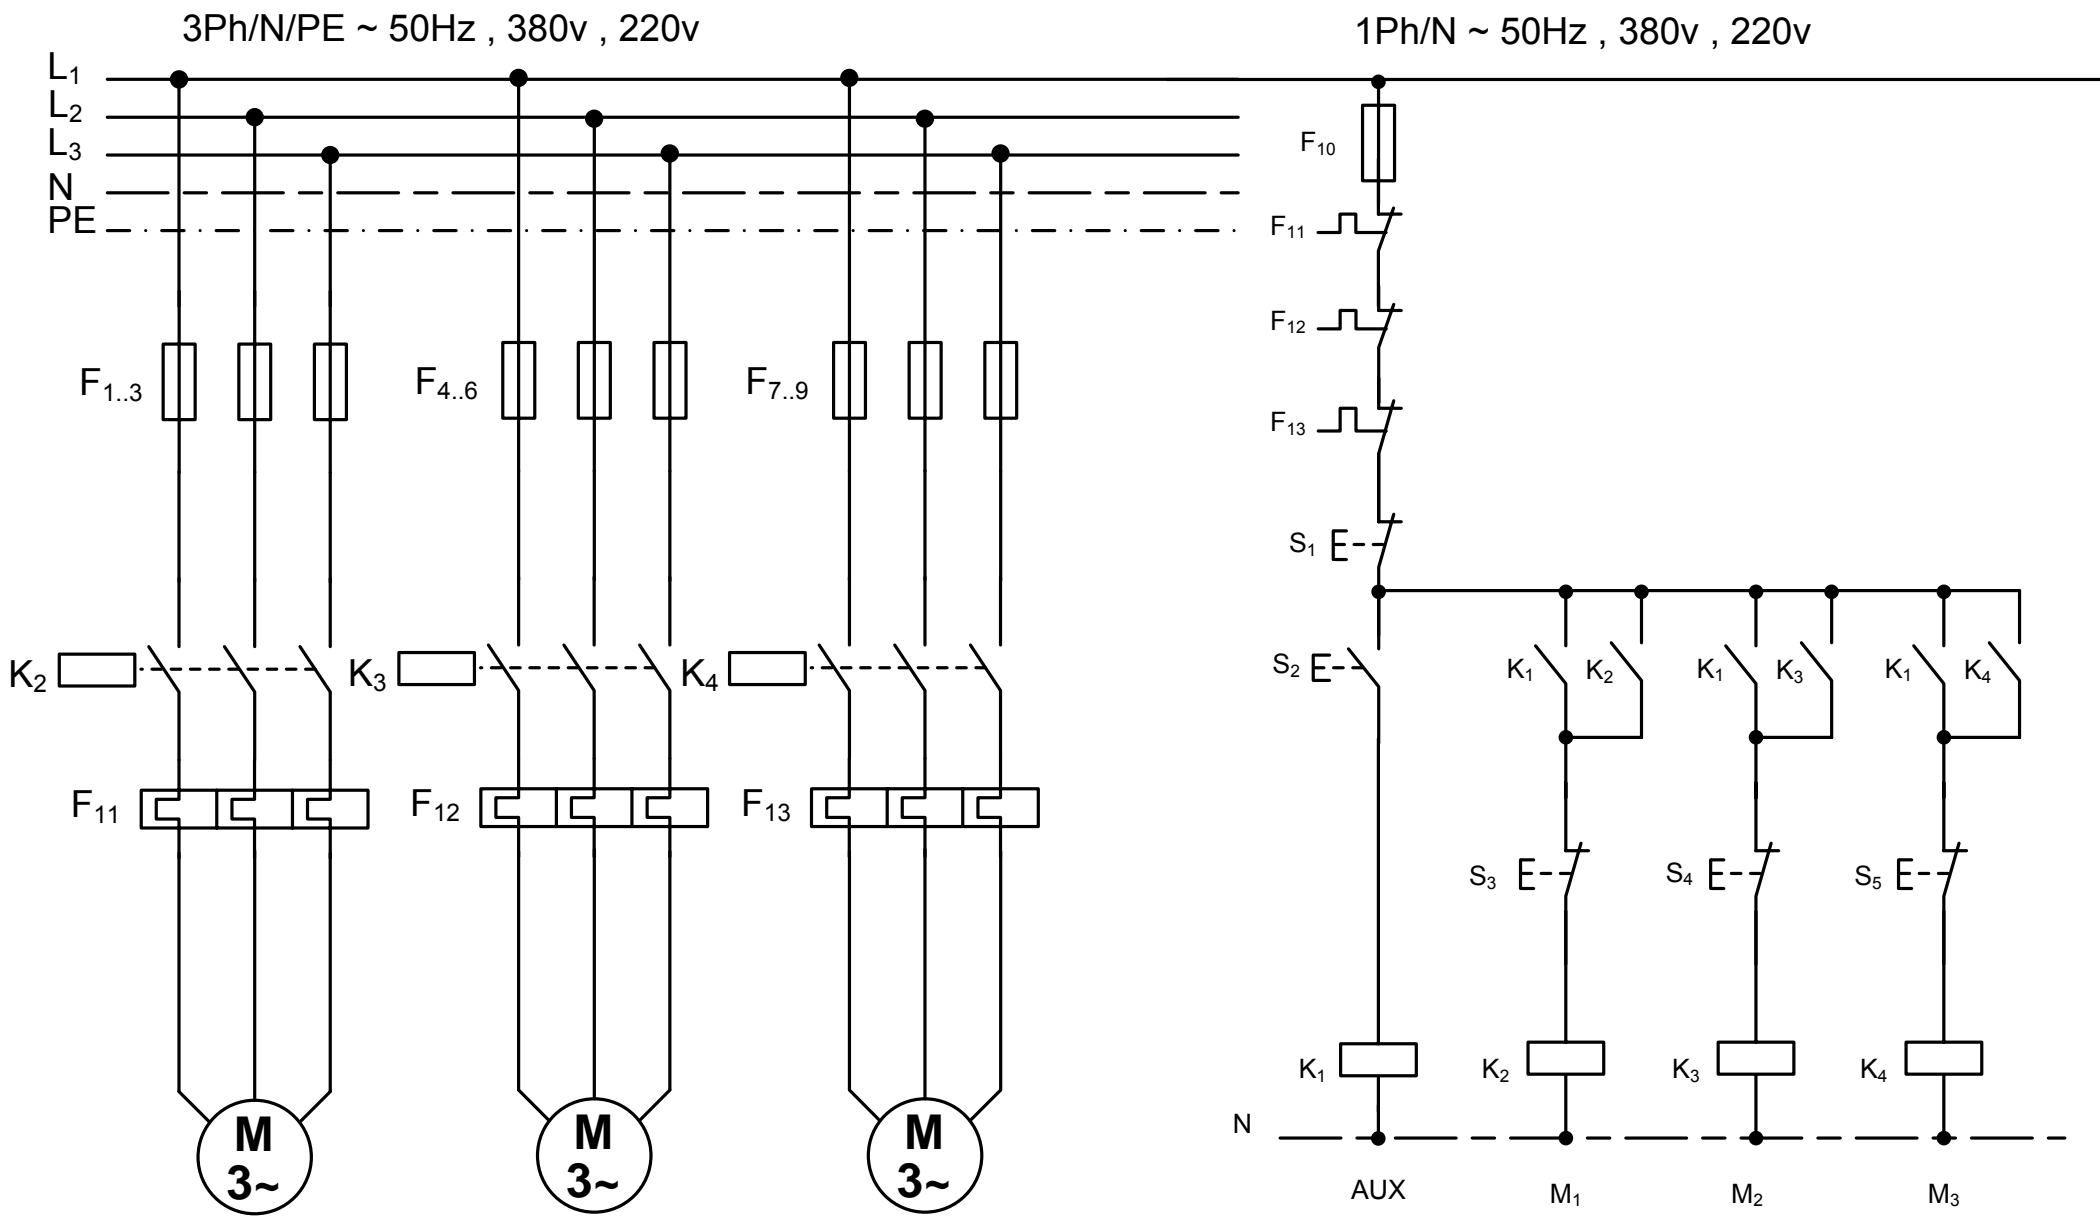 3Ph/N/PE ~ 50Hz , 380v , 220v
1Ph/N ~ 50Hz , 380v , 220v
L1
L2
L3
N
PE
F10
F11
F12
F13
F1..3
F4..6
F7..9
S1
K2
K3
K4
S2
K1
K2
K1
K3
K1
K4
F11
F12
F13
S3
S4
S5
K1
K2
K3
K4
N
M
3~
M
3~
M
3~
AUX
M1
M2
M3